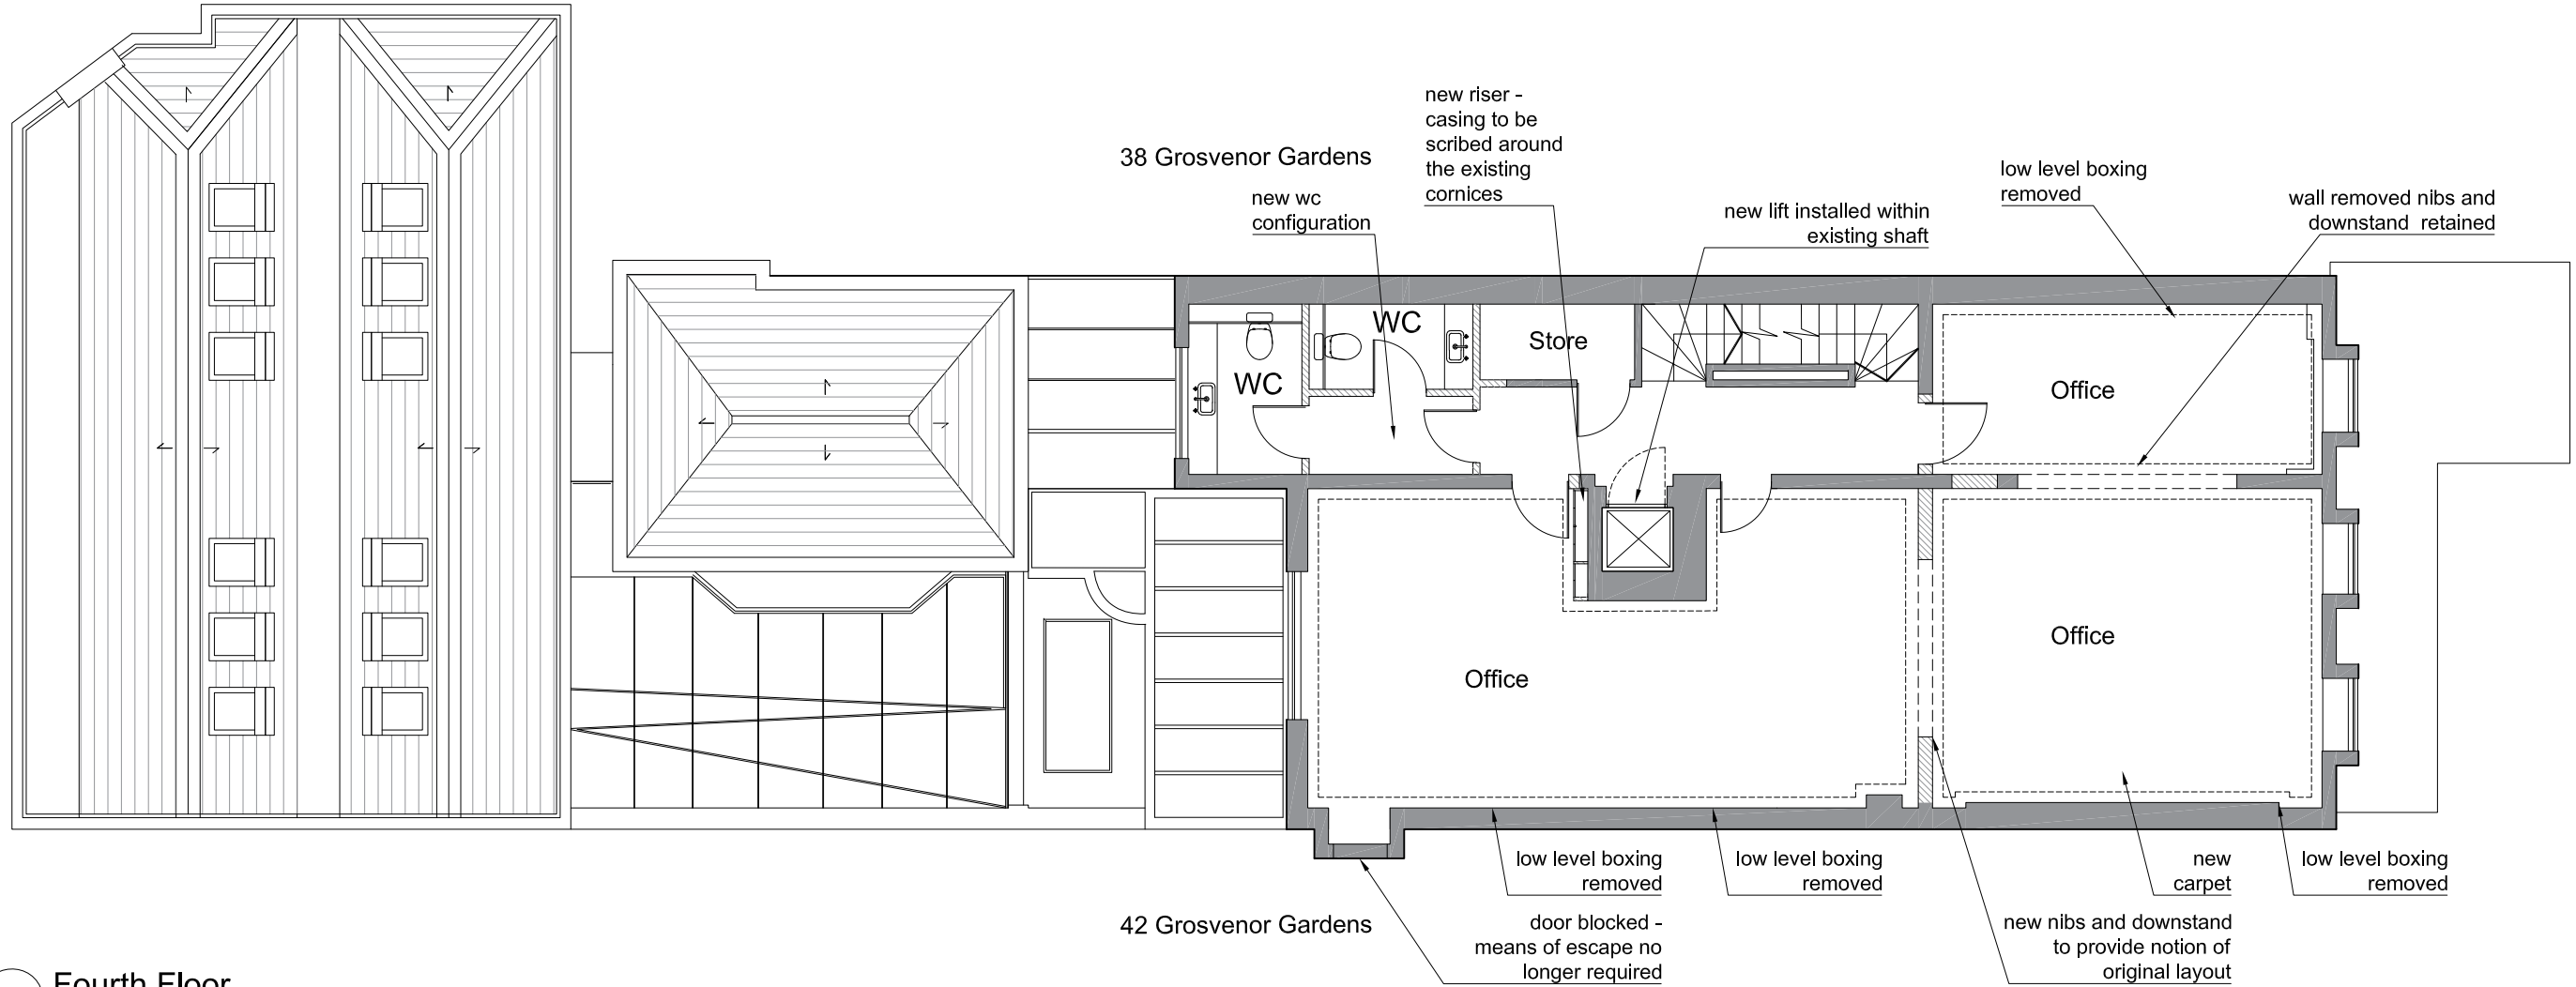 new riser -
casing to be
scribed around
the existing
cornices
38 Grosvenor Gardens
new wc
configuration
new lift installed within
existing shaft
low level boxing
removed
wall removed nibs and
downstand retained
WC
WC
Store
Office
Office
Office
low level boxing
removed
low level boxing
removed
new
carpet
low level boxing
removed
42 Grosvenor Gardens
door blocked -
means of escape no
longer required
new nibs and downstand
to provide notion of
original layout
Fourth Floor